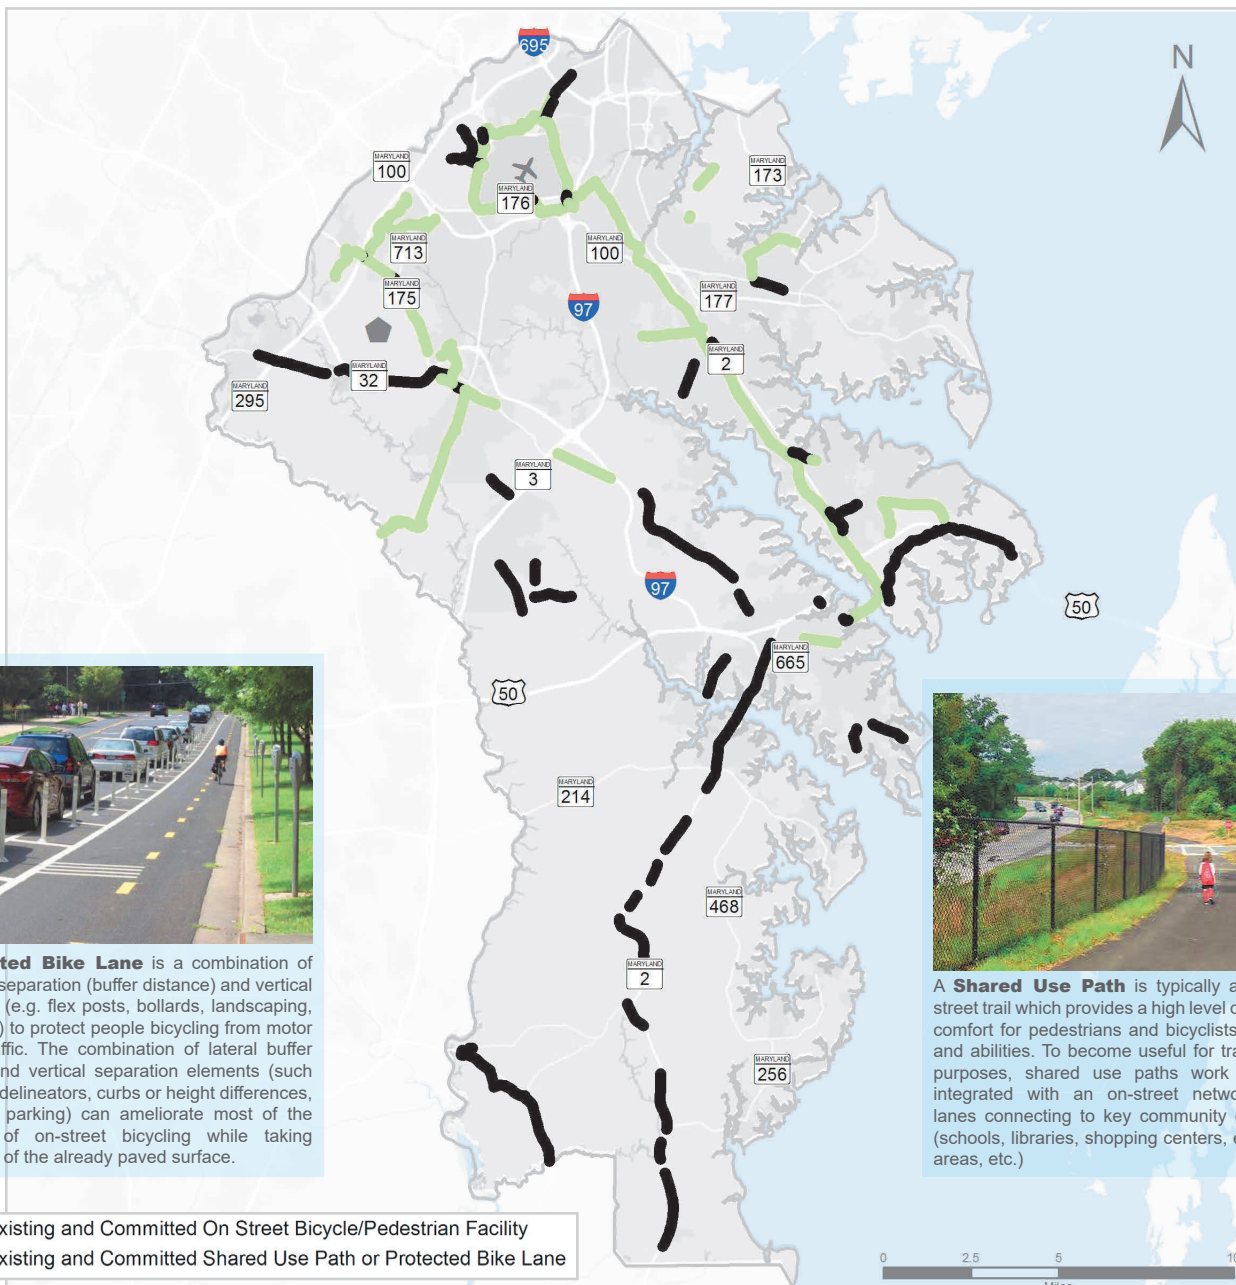 695
N
MARYLAND
100
MARYLAND
173
MARYLAND
176
MARYLAND
713
MARYLAND
100
MARYLAND
175
MARYLAND
177
97
MARYLAND
2
MARYLAND
32
MARYLAND
295
MARYLAND
3
97
50
MARYLAND
665
50
MARYLAND
214
MARYLAND
468
MARYLAND
2
MARYLAND
256
ted Bike Lane is a combination of
separation (buffer distance) and vertical
(e.g. flex posts, bollards, landscaping,
) to protect people bicycling from motor
ffic. The combination of lateral buffer
nd vertical separation elements (such
delineators, curbs or height differences,
parking) can ameliorate most of the
of on-street bicycling while taking
of the already paved surface.
A Shared Use Path is typically a
street trail which provides a high level o
comfort for pedestrians and bicyclists
and abilities. To become useful for tra
purposes, shared use paths work
integrated with an on-street netwo
lanes connecting to key community
(schools, libraries, shopping centers, e
areas, etc.)
xisting and Committed On Street Bicycle/Pedestrian Facility
xisting and Committed Shared Use Path or Protected Bike Lane
0 2.5 5 10
Miles